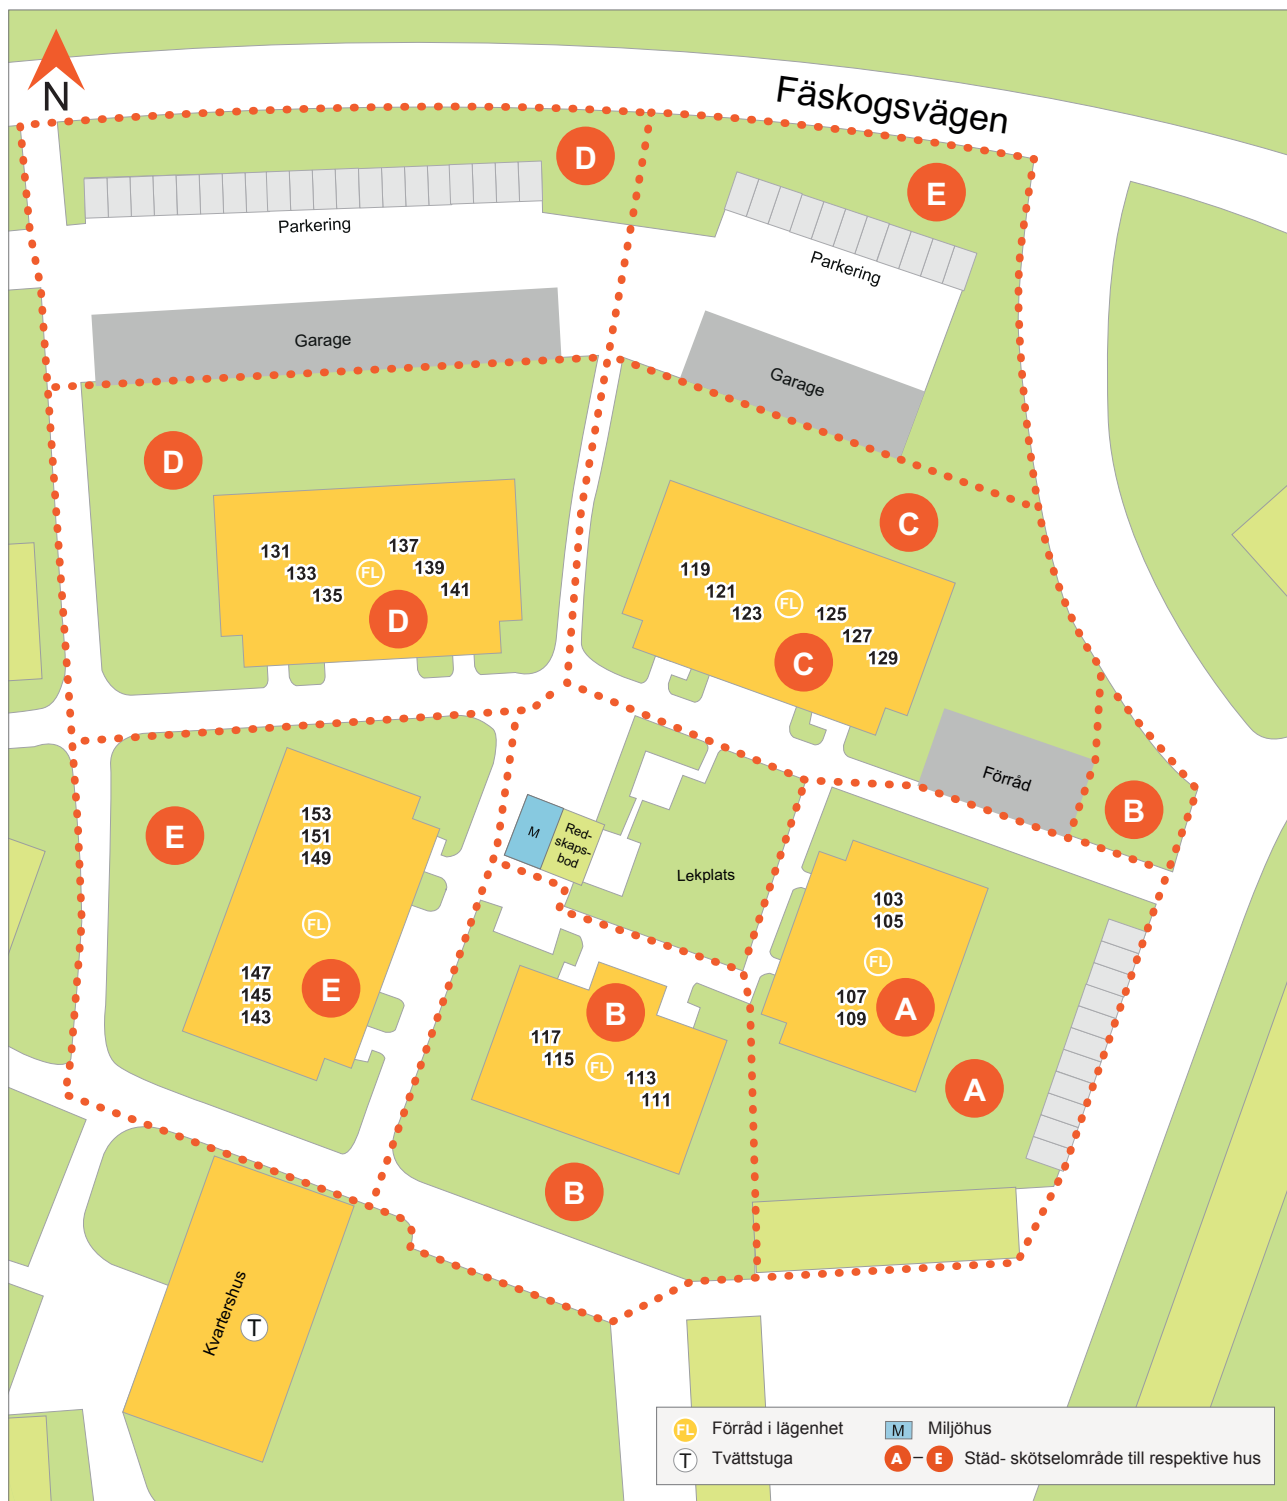 N
Fäskogsvägen
D
E
Parkering
Parkering
Garage
Garage
D
C
131
133
135
FL
137
139
141
D
119
121
123
FL
125
127
129
C
Förråd
B
E
153
151
149
FL
147
145
143
E
M
Red-
skaps-
bod
Lekplats
103
105
FL
107
109
A
A
B
117
115
FL
113
111
B
Kvartershus
T
FL Förråd i lägenhet
M Miljöhus
T Tvättstuga
A – E Städ- skötselområde till respektive hus